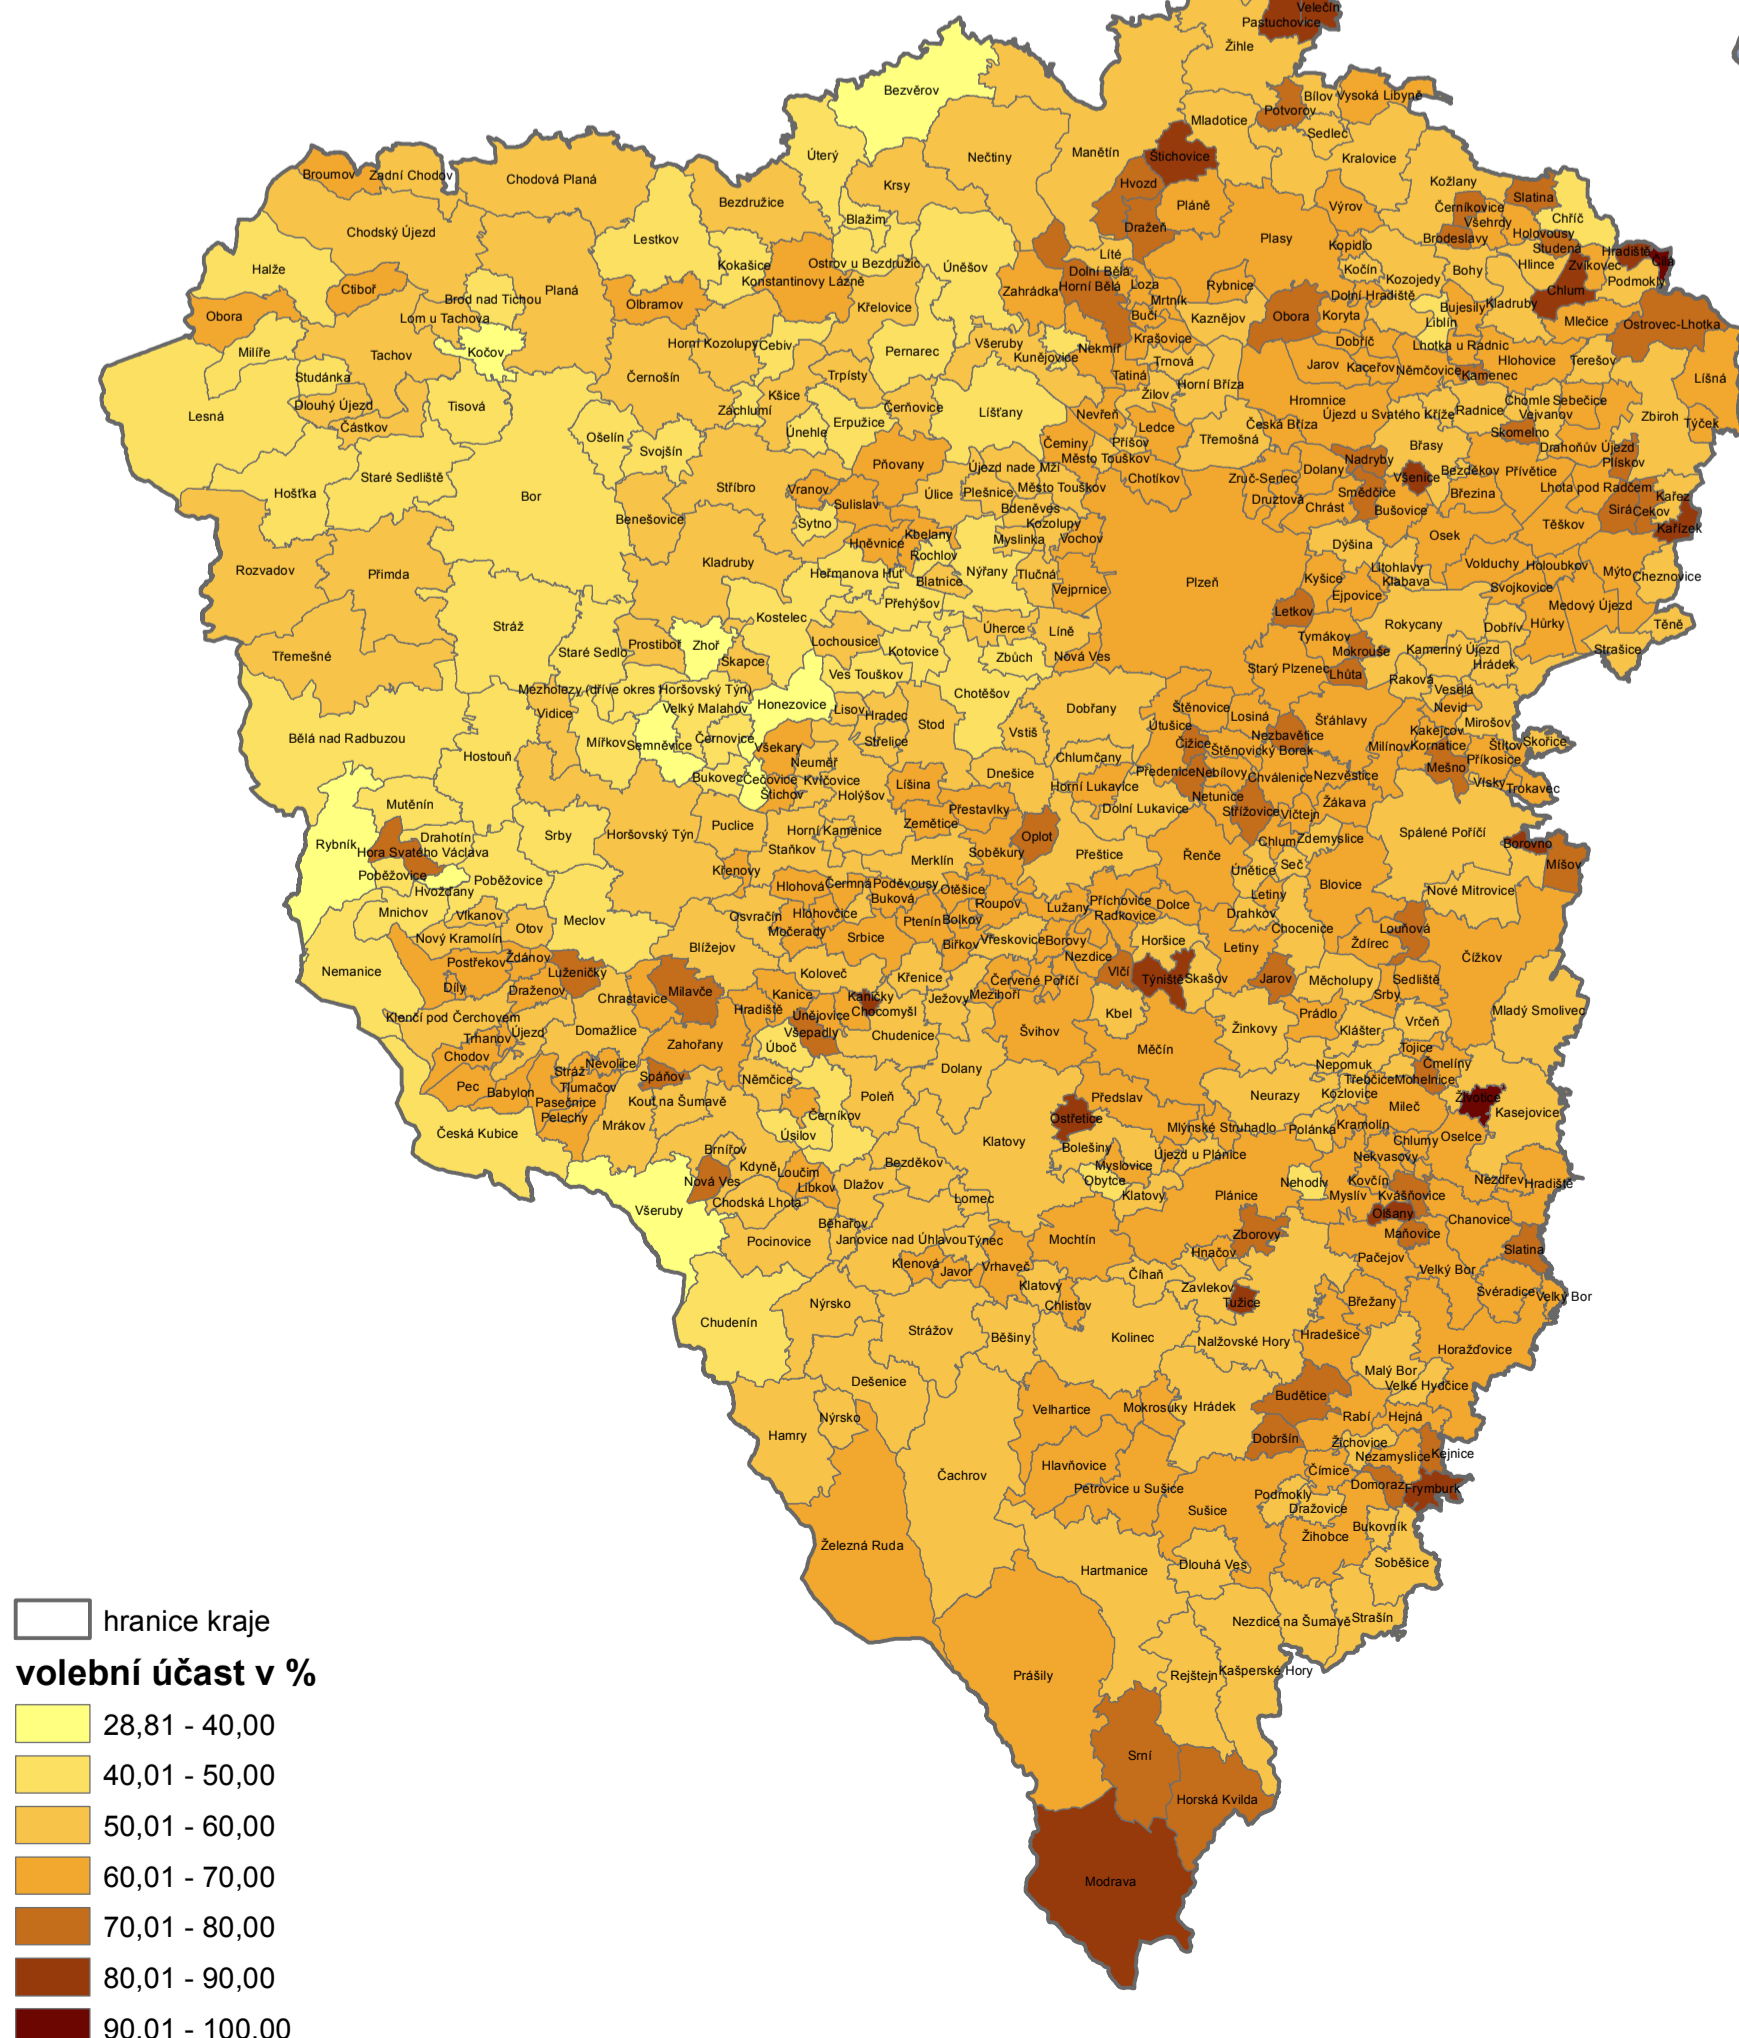 Velečín
Pastuchovice
Žihle
Bezvěrov
Potvorov
Bílov
Vysoká Libyně
Mladotice
Sedlec
Úterý
Nečtiny
Manětín
Štichovice
Kralovice
Broumov
Zadní Chodov
Chodová Planá
Krsy
Hvozd
Kožlany
Slatina
Bezdružice
Blažim
Pláně
Výrov
Černíkovice
Všehrdy
Chříč
Chodský Újezd
Lestkov
Dražeň
Plasy
Kopidlo
Brodeslavy
Holovousy
Studená
Hradiště
Halže
Kokašice
Ostrov u Bezdružic
Úněšov
Líté
Dolní Bělá
Kočín
Bohy
Hlince
Zvíkovec
Podmokly
Ctiboř
Brod nad Tichou
Planá
Olbramov
Konstantinovy Lázně
Zahrádka
Horní Bělá
Loza
Mrtník
Rybnice
Kozojedy
Dolní Hradiště
Chlum
Obora
Lom u Tachova
Křelovice
Bučí
Kaznějov
Obora
Koryta
Liblín
Bujesily
Kladruby
Mlečice
Ostrovec-Lhotka
Milíře
Tachov
Kočov
Horní Kozolupy
Cebiv
Pernarec
Všeruby
Kunějovice
Nekmíř
Krašovice
Trnová
Dobříč
Lhotka u Radnic
Studánka
Černošín
Trpísty
Tatiná
Horní Bříza
Jarov
Kaceřov
Němčovice
Kamenec
Hlohovice
Terešov
Líšná
Lesná
Dlouhý Újezd
Částkov
Tisová
Kšice
Záchlumí
Černovice
Líšťany
Žilov
Nevřeň
Hromnice
Újezd u Svatého Kříže
Radnice
Chomle
Sebečice
Vejvanov
Zbiroh
Týček
Ošelín
Svojšín
Únehle
Erpužice
Čeminy
Příšov
Ledce
Třemošná
Česká Bříza
Břasy
Skomelno
Drahoňův Újezd
Plískov
Hošťka
Staré Sedliště
Bor
Stříbro
Pňovany
Újezd nade Mží
Město Touškov
Město Touškov
Chotíkov
Zruč-Senec
Dolany
Nadryby
Všenice
Bezděkov
Přívětice
Lhota pod Radčem
Kařez
Benešovice
Vranov
Sulislav
Sytno
Úlice
Plešnice
Bdeněves
Kozolupy
Druztová
Smědčice
Chrást
Bušovice
Březina
Těškov
Sirá
Cekov
Kařízek
Rozvadov
Přimda
Kladruby
Hněvnice
Kbelany
Rochlov
Myslinka
Vochov
Dýšina
Osek
Heřmanova Huť
Blatnice
Nýřany
Tlučná
Vejprnice
Plzeň
Kyšice
Litohlavy
Klabava
Ejpovice
Volduchy
Holoubkov
Svojkovice
Mýto
Cheznovice
Stráž
Kostelec
Přehýšov
Letkov
Rokycany
Dobřív
Medový Újezd
Hůrky
Těně
Třemešné
Staré Sedlo
Prostiboř
Zhoř
Skapce
Lochousice
Kotovice
Úherce
Zbůch
Líně
Nová Ves
Tymákov
Mokrouše
Starý Plzenec
Lhůta
Kamenný Újezd
Hrádek
Strašice
Mezholezy (dříve okres Horšovský Týn)
Ves Touškov
Chotěšov
Raková
Veselá
Vidice
Velký Malahov
Honezovice
Lisov
Hradec
Stod
Dobřany
Štěnovice
Losiná
Šťáhlavy
Nevid
Mirošov
Bělá nad Radbuzou
Hostouň
Mířkov
Semněvice
Černovice
Všekary
Střelice
Vstiš
Útušice
Čižice
Nezbavětice
Štěnovický Borek
Milínov
Kakejcov
Kornatice
Štítov
Skořice
Bukovec
Čečovice
Neuměř
Kvíčovice
Štichov
Holýšov
Líšina
Dnešice
Chlumčany
Předenice
Nebílovy
Chválenice
Nezvěstice
Mešno
Příkosice
Vísky
Trokavec
Mutěnín
Horní Lukavice
Dolní Lukavice
Netunice
Střížovice
Vlčtejn
Žákava
Rybník
Drahotín
Hora Svatého Václava
Srby
Horšovský Týn
Puclice
Horní Kamenice
Zemětice
Přestavlky
Oplot
Spálené Poříčí
Borovno
Míšov
Poběžovice
Hvožďany
Poběžovice
Staňkov
Křenovy
Merklín
Soběkury
Přeštice
Řenče
Chlum
Zdemyslice
Únětice
Seč
Blovice
Nové Mitrovice
Mnichov
Vlkanov
Meclov
Hlohová
Čermná
Poděvousy
Buková
Otěšice
Roupov
Lužany
Příchovice
Radkovice
Dolce
Letiny
Drahkov
Chocenice
Louňová
Nový Kramolín
Otov
Osvračín
Hlohovčice
Močerady
Srbice
Ptenín
Bolkov
Birkov
Vřeskovice
Borovy
Nezdice
Horšice
Letiny
Ždírec
Čížkov
Nemanice
Postřekov
Ždánov
Luženičky
Blížejov
Koloveč
Křenice
Červené Poříčí
Vlčí
Týniště
Skašov
Jarov
Měcholupy
Sedliště
Srby
Díly
Draženov
Chrastavice
Milavče
Hradiště
Kanice
Kaničky
Chocomyšl
Ježovy
Mezihoří
Kbel
Prádlo
Mladý Smolivec
Klenčí pod Čerchovem
Trhanov
Újezd
Domažlice
Únějovice
Všepadly
Chudenice
Švihov
Měčín
Žinkovy
Klášter
Vrčeň
Chodov
Stráž
Nevolice
Zahořany
Úboč
Dolany
Nepomuk
Tojice
Čmelíny
Pec
Babylon
Tlumačov
Pasečnice
Pelechy
Spáňov
Kout na Šumavě
Němčice
Poleň
Předslav
Neurazy
Třebčice
Mohelnice
Kozlovice
Mileč
Životice
Kasejovice
Česká Kubice
Mrákov
Černíkov
Úsilov
Klatovy
Ostřetice
Mlýnské Struhadlo
Polánka
Kramolín
Chlumy
Oselce
Brnířov
Kdyně
Loučim
Libkov
Bezděkov
Dlažov
Bolešiny
Myslovice
Obytce
Klatovy
Újezd u Plánice
Nekvasovy
Nová Ves
Chodská Lhota
Lomec
Plánice
Nehodiv
Kovčín
Myslív
Kvášňovice
Nezdřev
Hradiště
Všeruby
Pocinovice
Běhařov
Janovice nad Úhlavou
Týnec
Mochtín
Zborovy
Olšany
Maňovice
Chanovice
Slatina
Klenová
Javor
Vrhaveč
Klatovy
Hnačov
Pačejov
Velký Bor
Nýrsko
Chlistov
Číhaň
Zavlekov
Tužice
Břežany
Svéradice
Velký Bor
Chudenín
Strážov
Běšiny
Kolinec
Nalžovské Hory
Hradešice
Horažďovice
Dešenice
Malý Bor
Velké Hydčice
Hamry
Nýrsko
Velhartice
Mokrosuky
Hrádek
Budětice
Rabí
Hejná
Dobršín
Žichovice
Nezamyslice
Kejnice
Čachrov
Hlavňovice
Petrovice u Sušice
Čímice
Domoraz
Frymburk
Železná Ruda
Sušice
Podmokly
Dražovice
Žihobce
Bukovník
Hartmanice
Dlouhá Ves
Soběšice
Nezdice na Šumavě
Strašín
Prášily
Rejštejn
Kašperské Hory
Srní
Horská Kvilda
Modrava
hranice kraje
volební účast v %
28,81 - 40,00
40,01 - 50,00
50,01 - 60,00
60,01 - 70,00
70,01 - 80,00
80,01 - 90,00
90,01 - 100,00